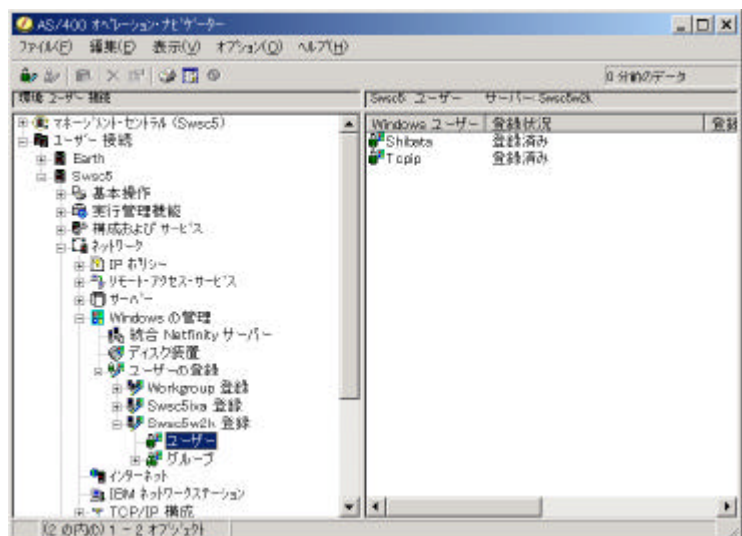 AS/400 オペレーション・ナビゲーター
ファイル(F) 編集(E) 表示(V) オプション(O) ヘルプ(H)
0 分前のデータ
環境: ユーザー 接続
Swsc5: ユーザー サーバー: Swsc5w2k
マネージメント・セントラル (Swsc5)
ユーザー 接続
Earth
Swsc5
基本操作
実行管理機能
構成および サービス
ネットワーク
IP ポリシー
リモート・アクセス・サービス
サーバー
Windows の管理
統合 Netfinity サーバー
ディスク装置
ユーザーの登録
Workgroup 登録
Swsc5ixa 登録
Swsc5w2k 登録
ユーザー
グループ
インターネット
IBM ネットワークステーション
TCP/IP 構成
Windows ユーザー 登録状況 登録
Shibata 登録済み
Tcpip 登録済み
(2 の内の) 1 - 2 オブジェクト